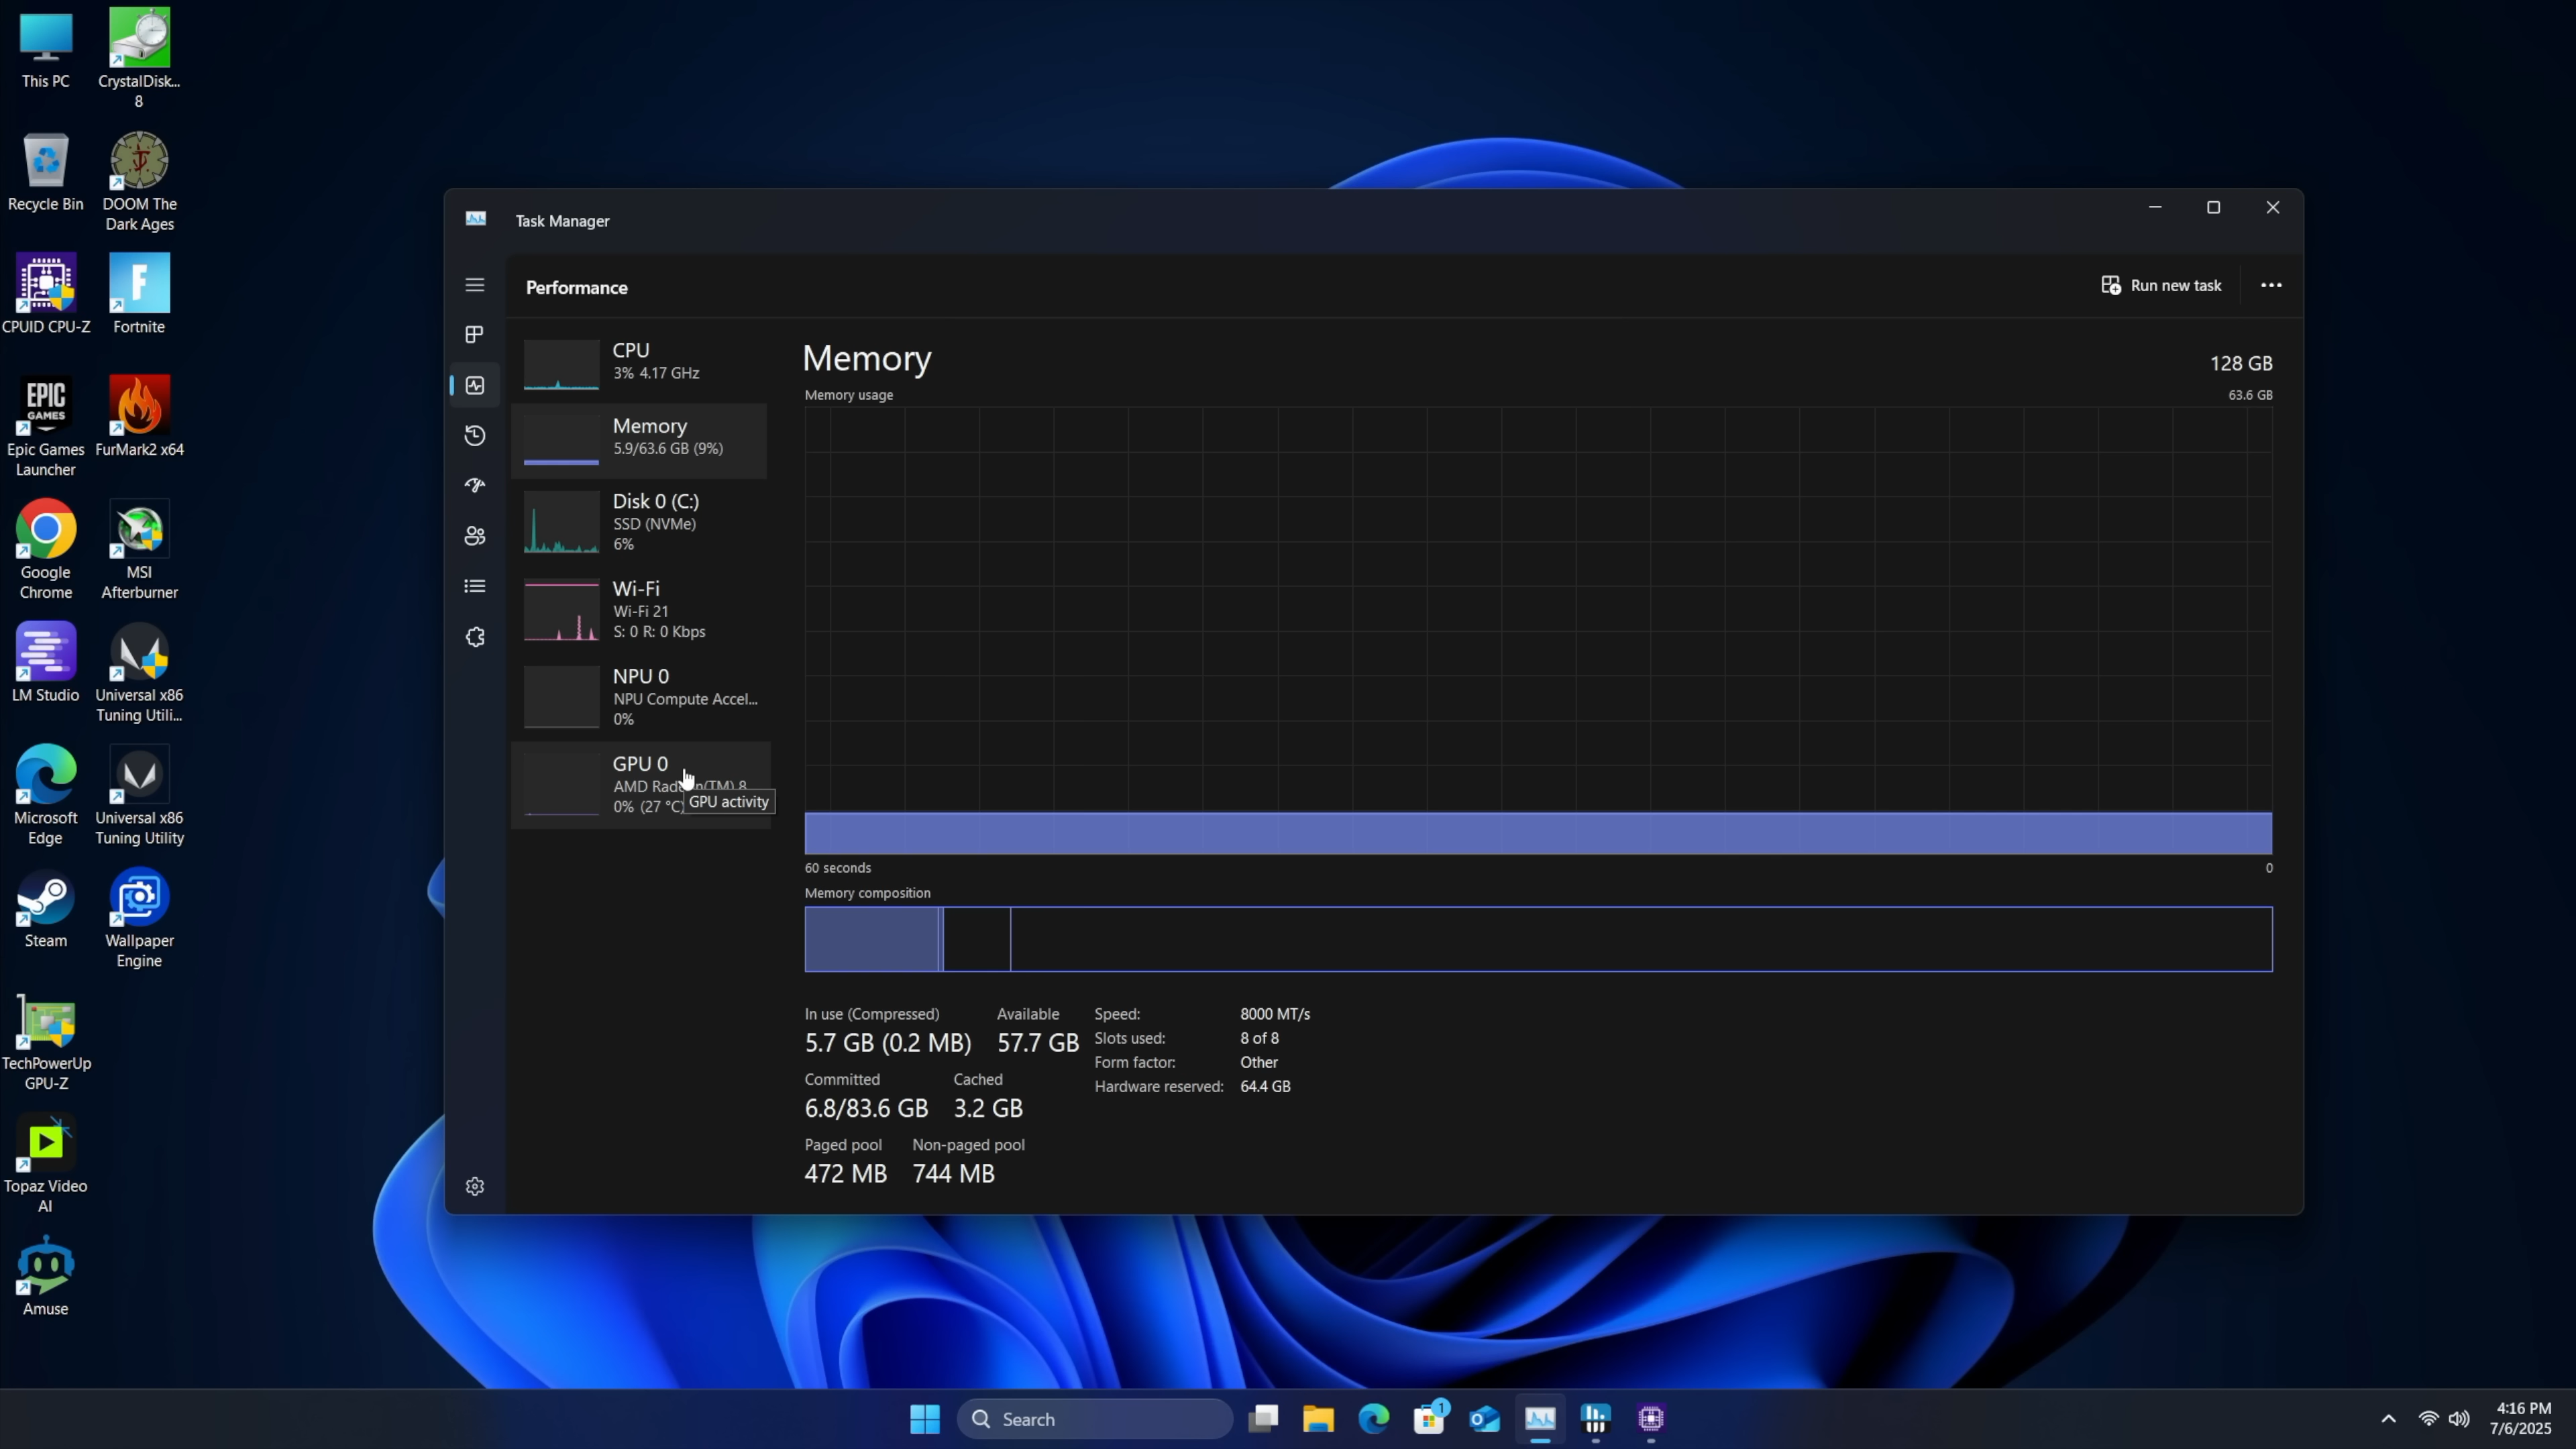 This PC
CrystalDisk...
8
Recycle Bin
DOOM The
Dark Ages
CPUID CPU-Z
Fortnite
EPIC
GAMES
Epic Games
Launcher
FurMark2 x64
Google
Chrome
MSI
Afterburner
LM Studio
Universal x86
Tuning Utili...
Microsoft
Edge
Universal x86
Tuning Utility
Steam
Wallpaper
Engine
TechPowerUp
GPU-Z
Topaz Video
AI
Amuse
Task Manager
Performance
Run new task
CPU
3% 4.17 GHz
Memory
5.9/63.6 GB (9%)
Disk 0 (C:)
SSD (NVMe)
6%
Wi-Fi
Wi-Fi 21
S: 0 R: 0 Kbps
NPU 0
NPU Compute Accel...
0%
GPU 0
AMD
0% (27 °C)
GPU activity
Memory
128 GB
Memory usage
63.6 GB
60 seconds
0
Memory composition
In use (Compressed)
5.7 GB (0.2 MB)
Available
57.7 GB
Committed
6.8/83.6 GB
Cached
3.2 GB
Paged pool
472 MB
Non-paged pool
744 MB
Speed: 8000 MT/s
Slots used: 8 of 8
Form factor: Other
Hardware reserved: 64.4 GB
Search
1
4:16 PM
7/6/2025